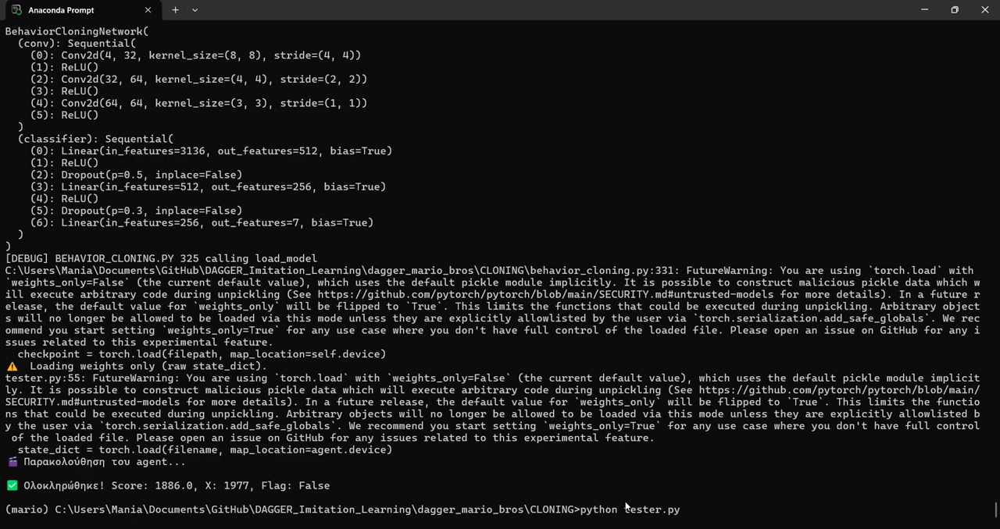 Anaconda Prompt
BehaviorCloningNetwork(
(conv): Sequential(
(0): Conv2d(4, 32, kernel_size=(8, 8), stride=(4, 4))
(1): ReLU()
(2): Conv2d(32, 64, kernel_size=(4, 4), stride=(2, 2))
(3): ReLU()
(4): Conv2d(64, 64, kernel_size=(3, 3), stride=(1, 1))
(5): ReLU()
)
(classifier): Sequential(
(0): Linear(in_features=3136, out_features=512, bias=True)
(1): ReLU()
(2): Dropout(p=0.5, inplace=False)
(3): Linear(in_features=512, out_features=256, bias=True)
(4): ReLU()
(5): Dropout(p=0.3, inplace=False)
(6): Linear(in_features=256, out_features=7, bias=True)
)
)
[DEBUG] BEHAVIOR_CLONING.PY 325 calling load_model
C:\Users\Mania\Documents\GitHub\DAGGER_Imitation_Learning\dagger_mario_bros\CLONING\behavior_cloning.py:331: FutureWarning: You are using `torch.load` with
`weights_only=False` (the current default value), which uses the default pickle module implicitly. It is possible to construct malicious pickle data which w
ill execute arbitrary code during unpickling (See https://github.com/pytorch/pytorch/blob/main/SECURITY.md#untrusted-models for more details). In a future r
elease, the default value for `weights_only` will be flipped to `True`. This limits the functions that could be executed during unpickling. Arbitrary object
s will no longer be allowed to be loaded via this mode unless they are explicitly allowlisted by the user via `torch.serialization.add_safe_globals`. We rec
ommend you start setting `weights_only=True` for any use case where you don't have full control of the loaded file. Please open an issue on GitHub for any i
ssues related to this experimental feature.
checkpoint = torch.load(filepath, map_location=self.device)
⚠️ Loading weights only (raw state_dict).
tester.py:55: FutureWarning: You are using `torch.load` with `weights_only=False` (the current default value), which uses the default pickle module implicit
ly. It is possible to construct malicious pickle data which will execute arbitrary code during unpickling (See https://github.com/pytorch/pytorch/blob/main/
SECURITY.md#untrusted-models for more details). In a future release, the default value for `weights_only` will be flipped to `True`. This limits the functio
ns that could be executed during unpickling. Arbitrary objects will no longer be allowed to be loaded via this mode unless they are explicitly allowlisted b
y the user via `torch.serialization.add_safe_globals`. We recommend you start setting `weights_only=True` for any use case where you don't have full control
of the loaded file. Please open an issue on GitHub for any issues related to this experimental feature.
state_dict = torch.load(filename, map_location=agent.device)
🎬 Παρακολούθηση του agent...
✅ Ολοκληρώθηκε! Score: 1886.0, X: 1977, Flag: False
(mario) C:\Users\Mania\Documents\GitHub\DAGGER_Imitation_Learning\dagger_mario_bros\CLONING>python tester.py